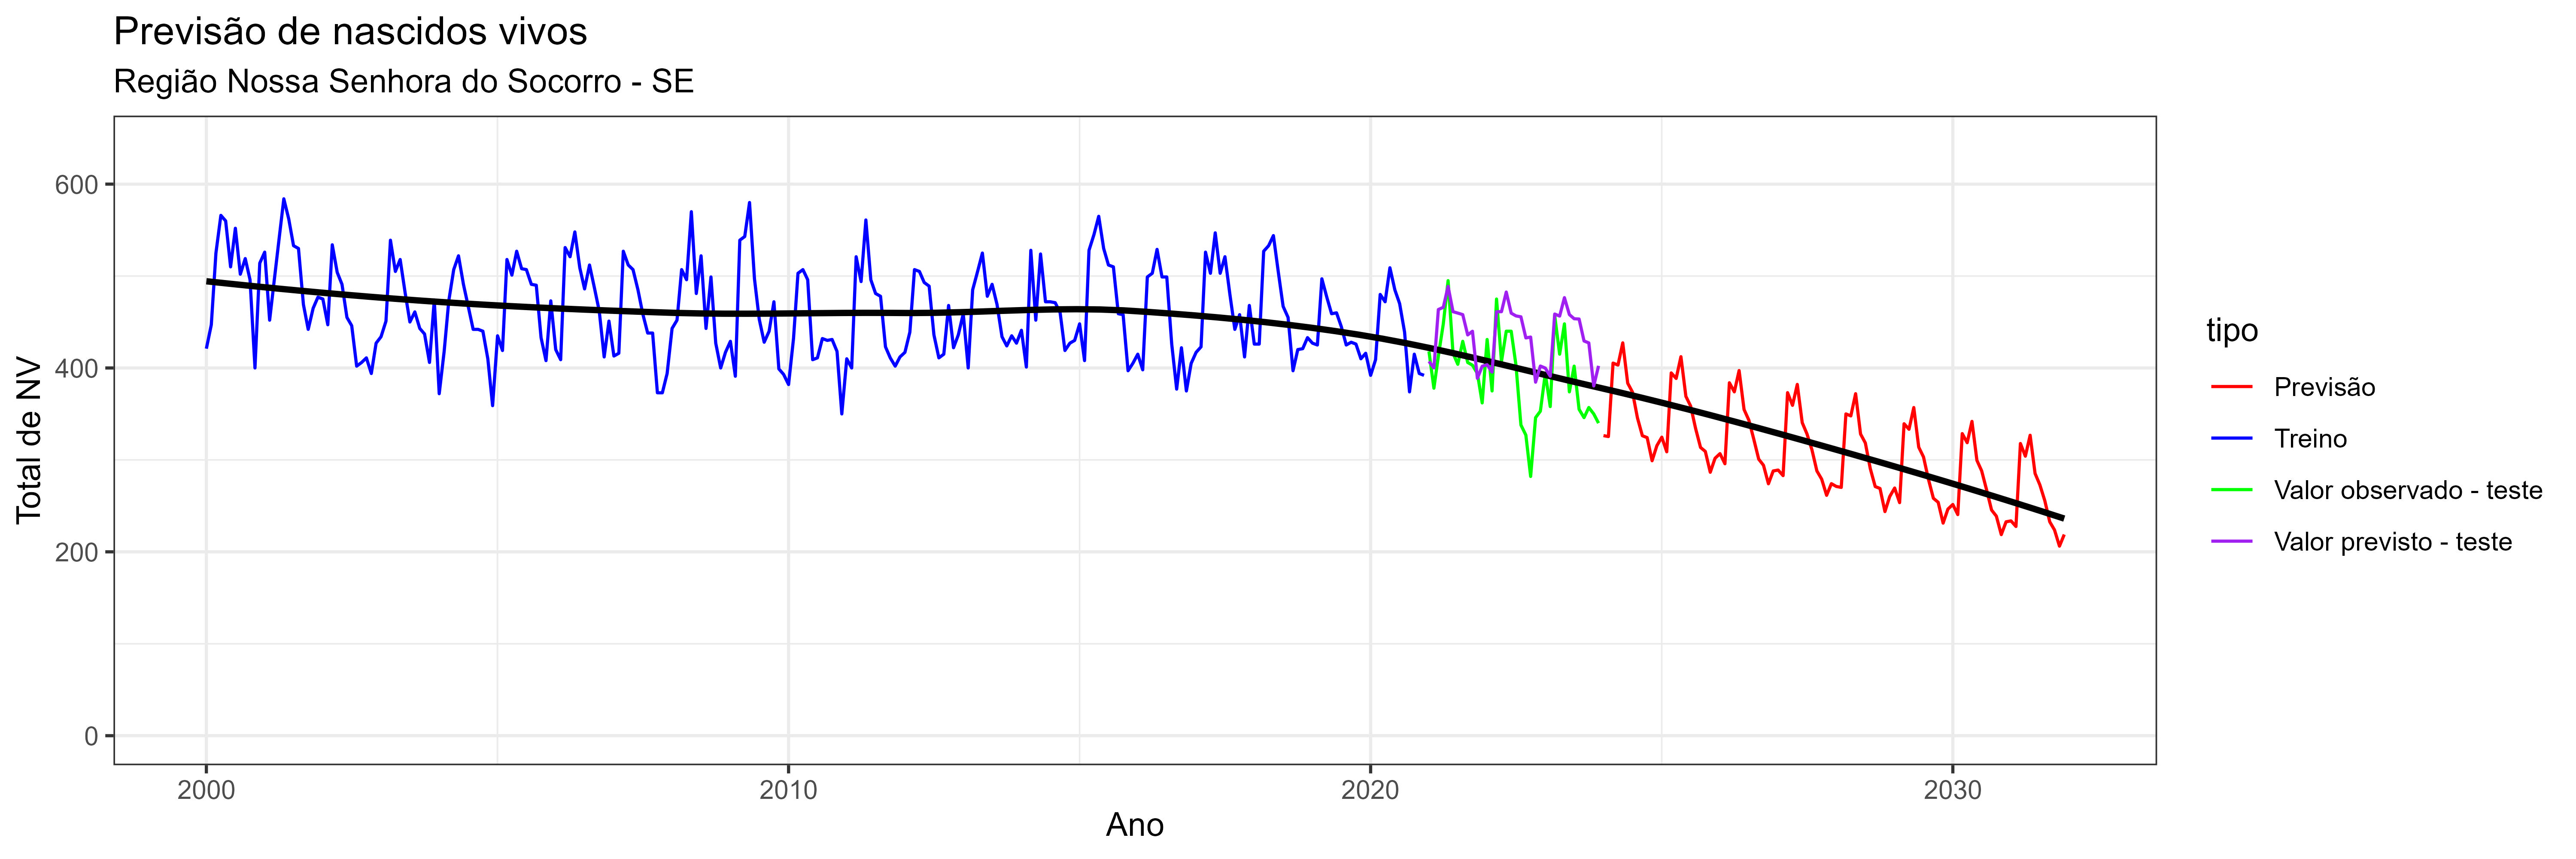 Previsão de nascidos vivos
Região Nossa Senhora do Socorro - SE
Total de NV
600
400
200
0
2000
2010
2020
2030
Ano
tipo
Previsão
Treino
Valor observado - teste
Valor previsto - teste